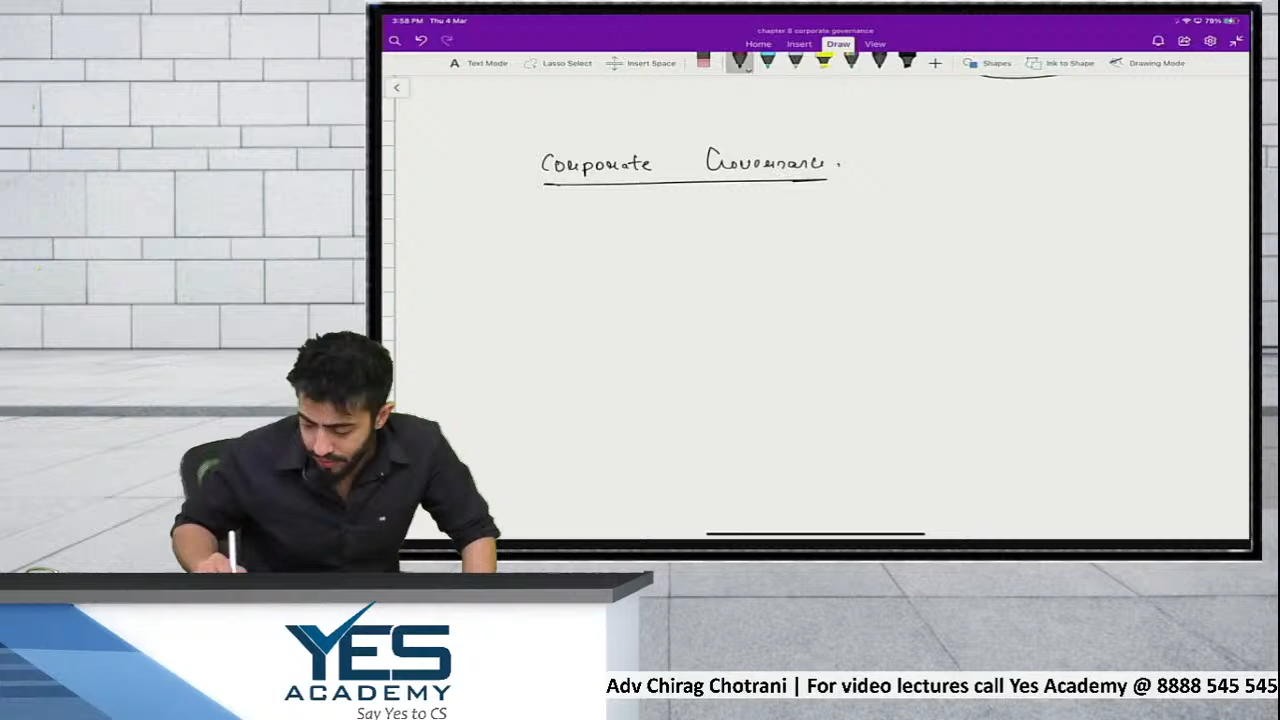 3:58 PM Thu 4 Mar
79%
chapter 8 corporate governance
Home Insert Draw View
Text Mode Lasso Select Insert Space Shapes Ink to Shape Drawing Mode
Corporate Governance.
YES
ACADEMY
Say Yes to CS
Adv Chirag Chotrani | For video lectures call Yes Academy @ 8888 545 545